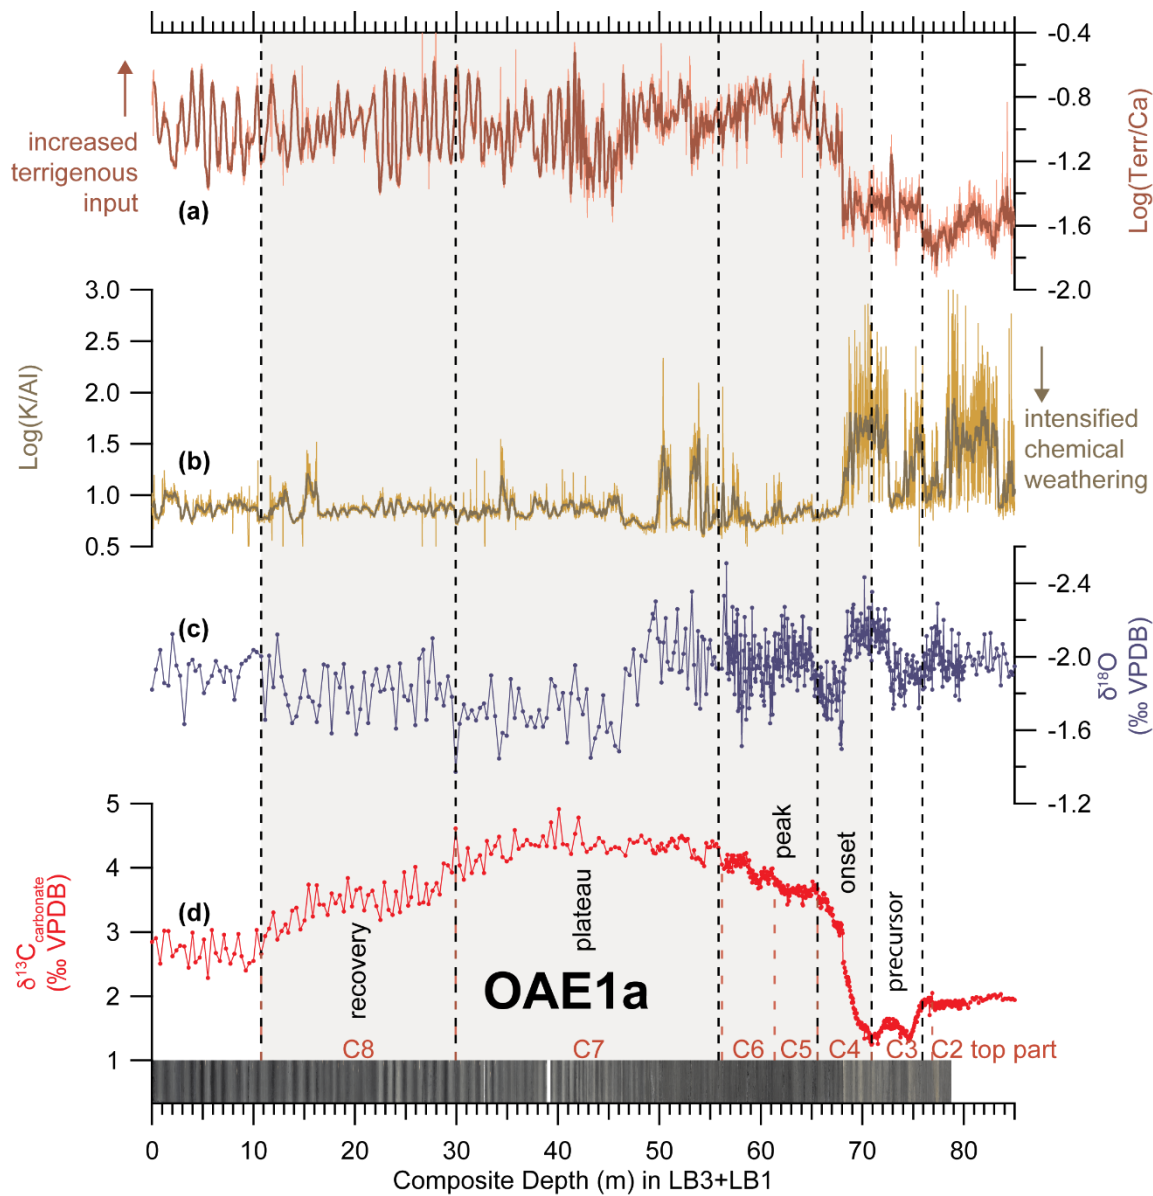 -0.4
-0.8
-1.2
-1.6
-2.0
Log(Terr/Ca)
increased
terrigenous
input
(a)
3.0
2.5
2.0
1.5
1.0
0.5
Log(K/Al)
(b)
intensified
chemical
weathering
-2.4
-2.0
-1.6
-1.2
δ18O
(‰ VPDB)
(c)
5
4
3
2
1
δ13Ccarbonate
(‰ VPDB)
(d)
recovery
plateau
peak
onset
precursor
OAE1a
C8
C7
C6
C5
C4
C3
C2 top part
0
10
20
30
40
50
60
70
80
Composite Depth (m) in LB3+LB1